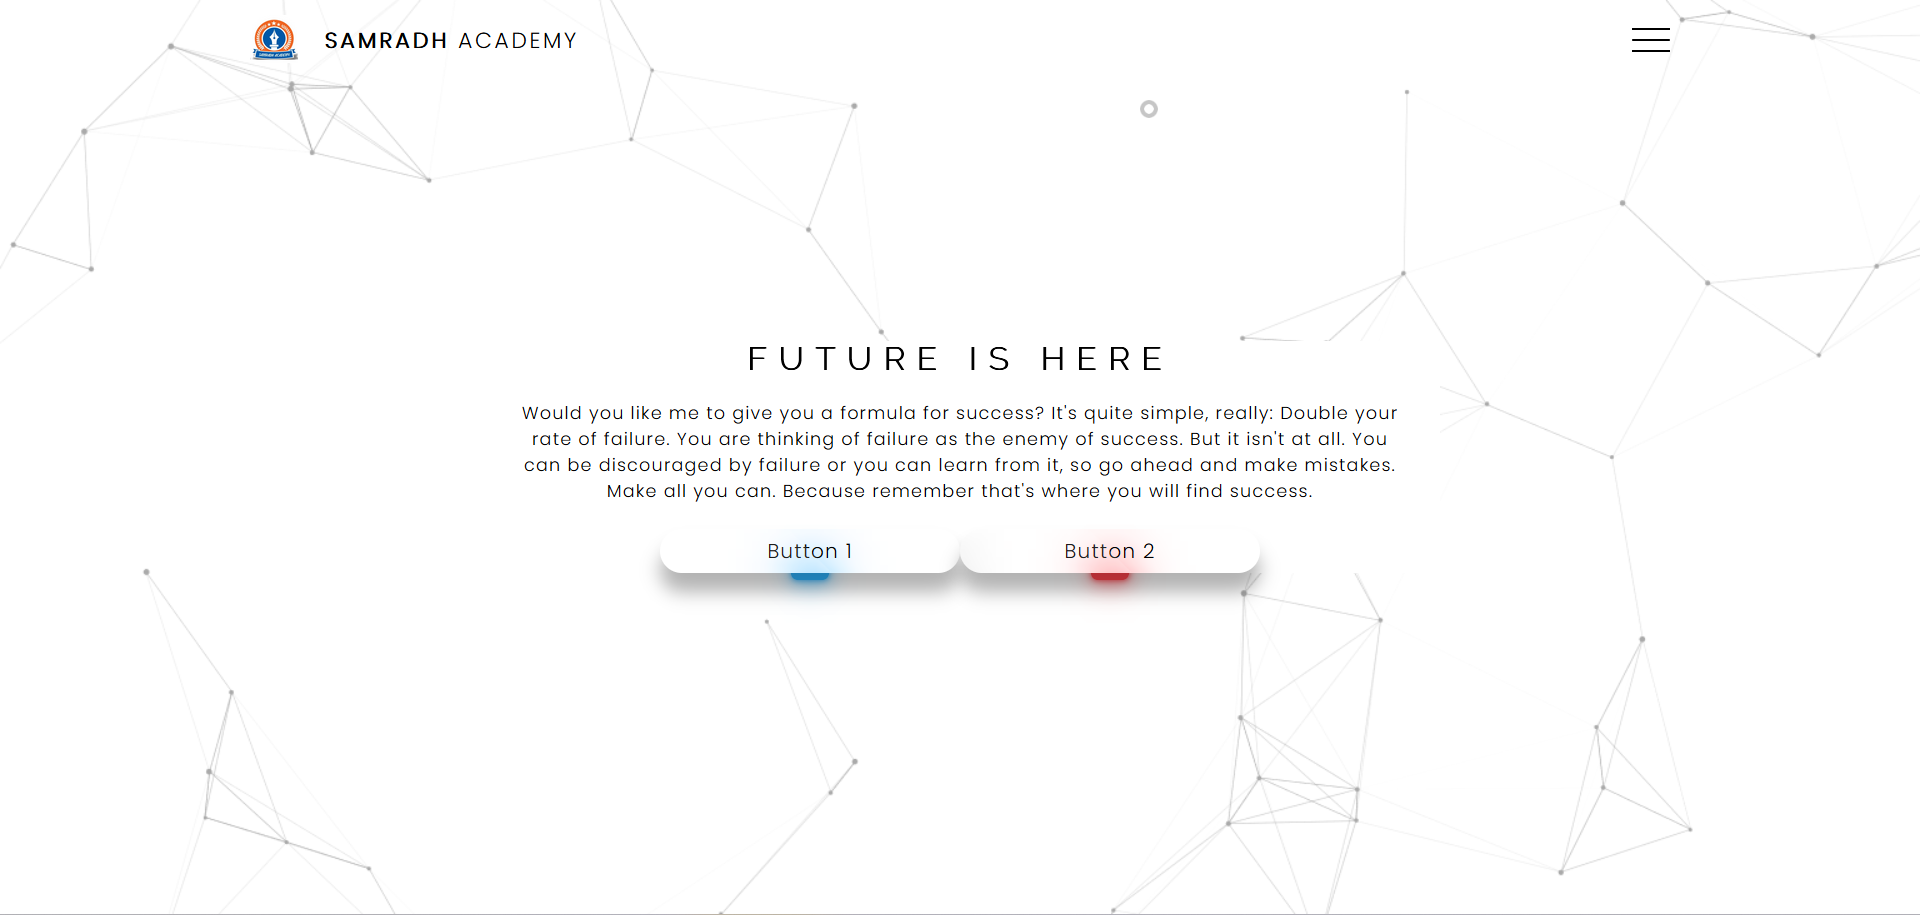 SAMRADH ACADEMY
FUTURE IS HERE
Would you like me to give you a formula for success? It's quite simple, really: Double your
rate of failure. You are thinking of failure as the enemy of success. But it isn't at all. You
can be discouraged by failure or you can learn from it, so go ahead and make mistakes.
Make all you can. Because remember that's where you will find success.
Button 1
Button 2